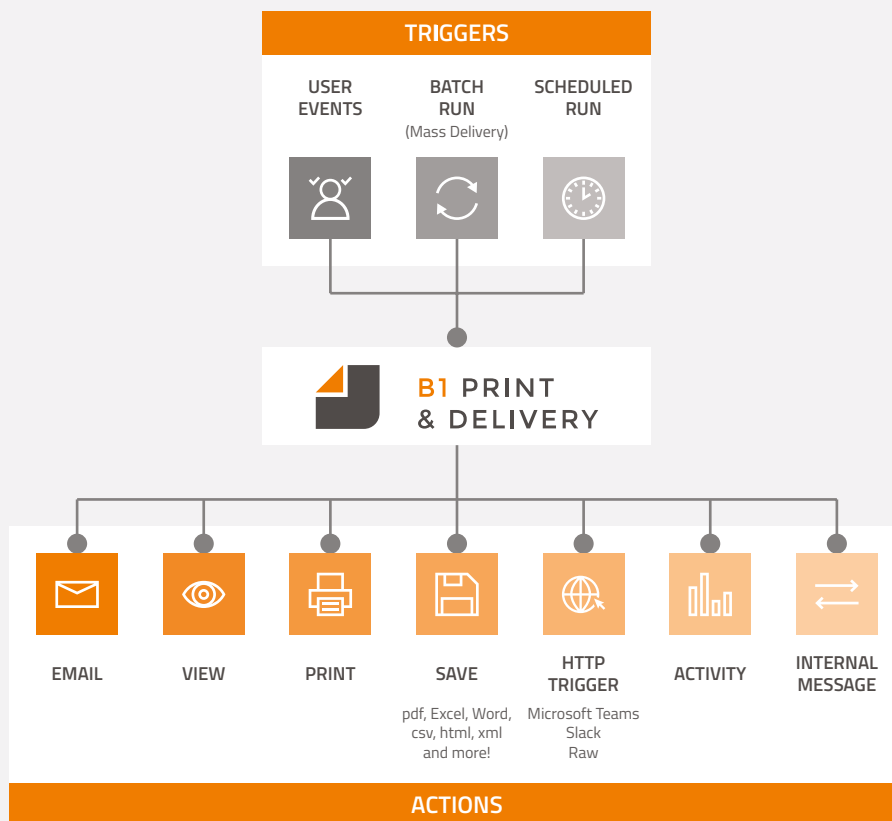 TRIGGERS
USER
EVENTS
BATCH
RUN
(Mass Delivery)
SCHEDULED
RUN
B1 PRINT
& DELIVERY
EMAIL
VIEW
PRINT
SAVE
pdf, Excel, Word,
csv, html, xml
and more!
HTTP
TRIGGER
Microsoft Teams
Slack
Raw
ACTIVITY
INTERNAL
MESSAGE
ACTIONS